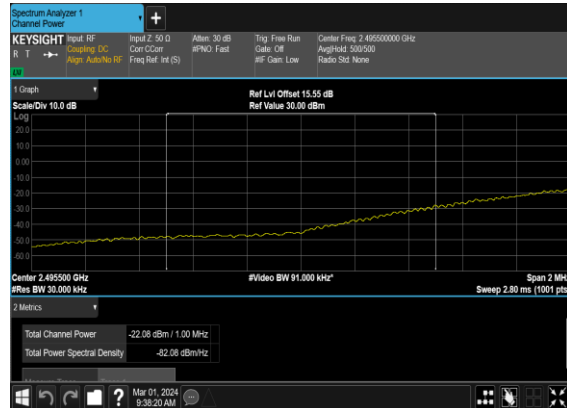 Spectrum Analyzer 1
Channel Power
KEYSIGHT Input: RF Input Z: 50 Ω Atten: 30 dB Trig: Free Run Center Freq: 2.495500000 GHz
R T Coupling: DC Corr CCorr #PNO: Fast Gate: Off Avg|Hold: 500/500
Align: Auto/No RF Freq Ref: Int (S) #IF Gain: Low Radio Std: None
1 Graph Ref Lvl Offset 15.55 dB
Scale/Div 10.0 dB Ref Value 30.00 dBm
Log
20.0
10.0
0.00
-10.0
-20.0
-30.0
-40.0
-50.0
-60.0
Center 2.495500 GHz #Video BW 91.000 kHz* Span 2 MHz
#Res BW 30.000 kHz Sweep 2.80 ms (1001 pts
2 Metrics
Total Channel Power -22.08 dBm / 1.00 MHz
Total Power Spectral Density -82.08 dBm/Hz
?
Mar 01, 2024
9:38:20 AM